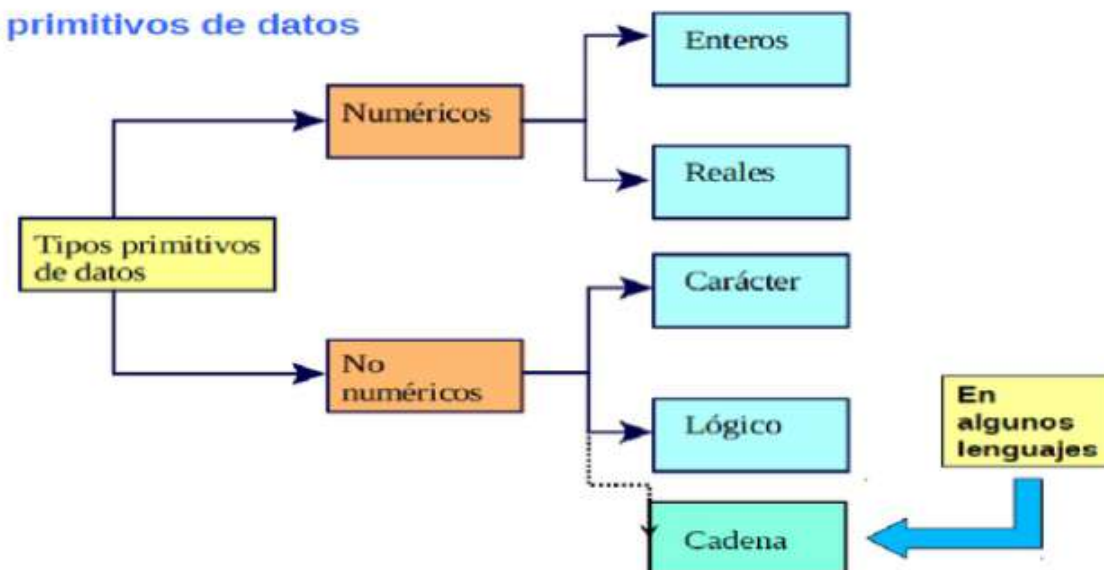 primitivos de datos
Enteros
Numéricos
Reales
Tipos primitivos
de datos
Carácter
No
numéricos
Lógico
En
algunos
lenguajes
Cadena